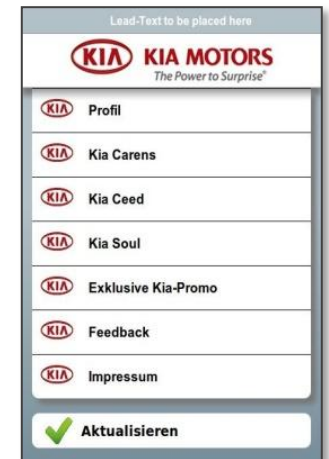 Lead-Text to be placed here
KIA KIA MOTORS
The Power to Surprise®
KIA Profil
KIA Kia Carens
KIA Kia Ceed
KIA Kia Soul
KIA Exklusive Kia-Promo
KIA Feedback
KIA Impressum
Aktualisieren